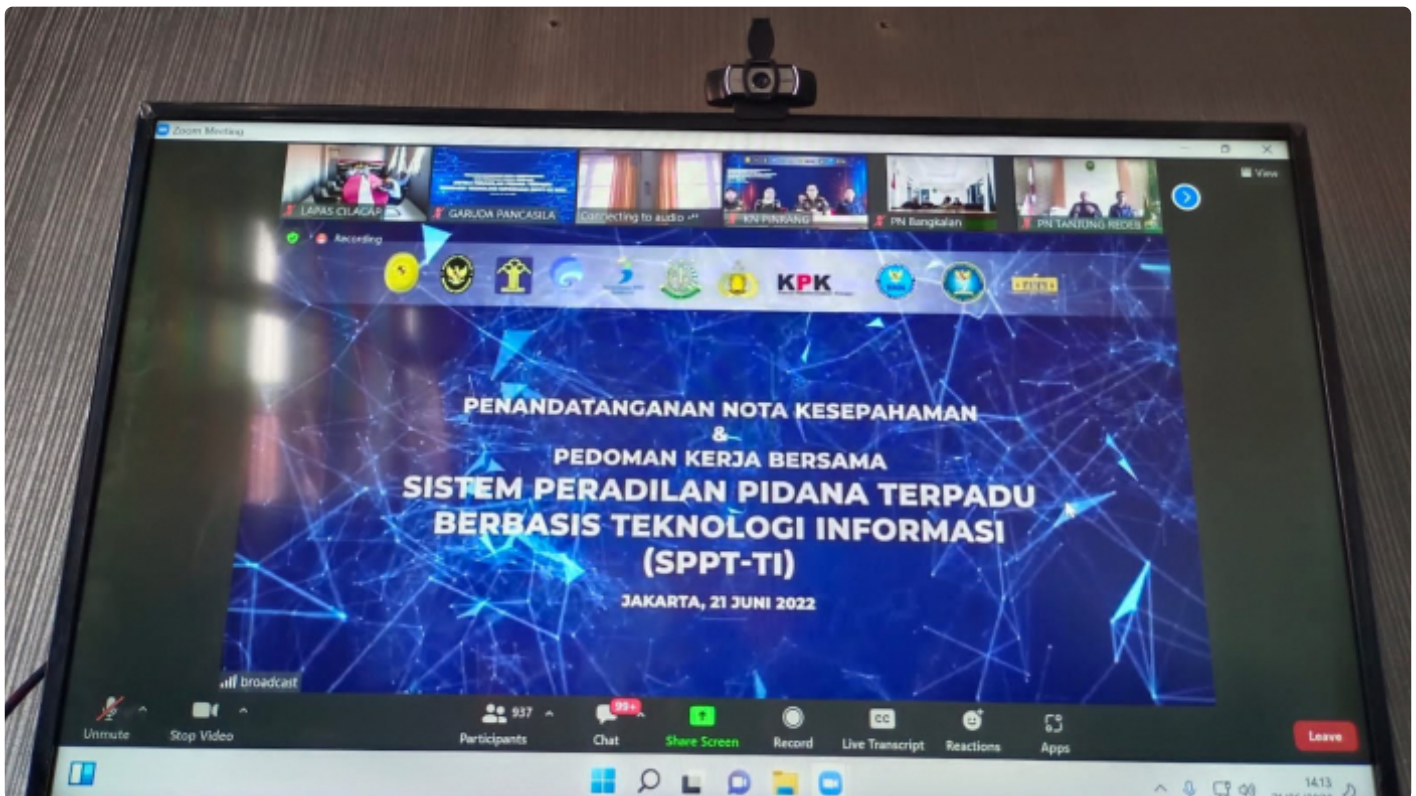 Zoom Meeting
View
LAPAS CILACAP
GARUDA PANCASILA
Connecting to audio
KN PINRANG
PN Bangkalan
PN TANJUNG REDEB
Recording
KPK
PENANDATANGANAN NOTA KESEPAHAMAN
&
PEDOMAN KERJA BERSAMA
SISTEM PERADILAN PIDANA TERPADU
BERBASIS TEKNOLOGI INFORMASI
(SPPT-TI)
JAKARTA, 21 JUNI 2022
broadcast
937
99+
CC
Unmute
Stop Video
Participants
Chat
Share Screen
Record
Live Transcript
Reactions
Apps
Leave
14.13